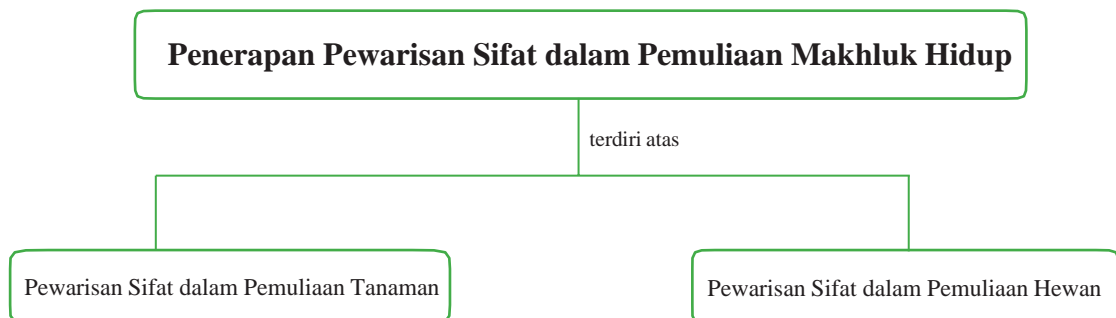 Penerapan Pewarisan Sifat dalam Pemuliaan Makhluk Hidup
terdiri atas
Pewarisan Sifat dalam Pemuliaan Tanaman
Pewarisan Sifat dalam Pemuliaan Hewan